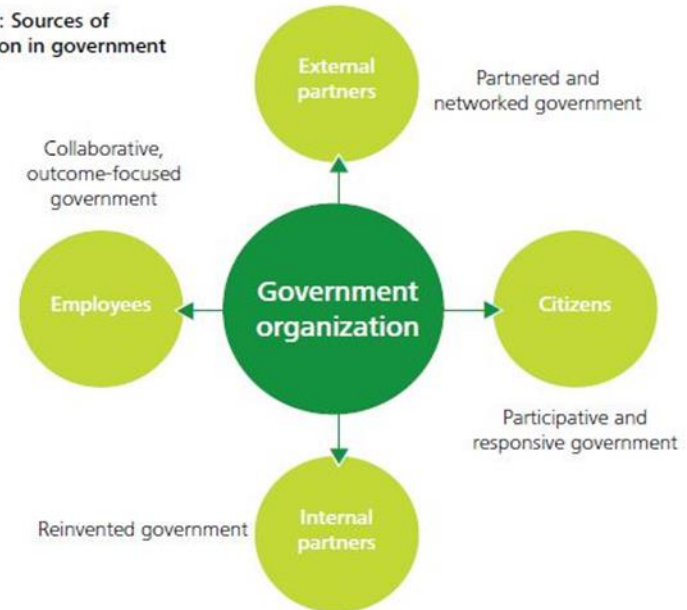 : Sources of
on in government
External
partners
Partnered and
networked government
Collaborative,
outcome-focused
government
Employees
Government
organization
Citizens
Participative and
responsive government
Reinvented government
Internal
partners